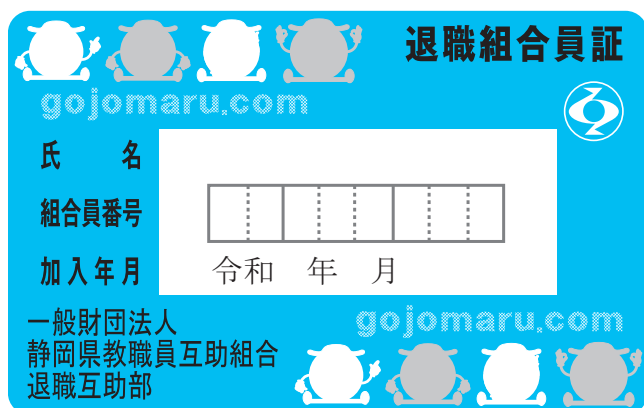 退職組合員証
gojomaru.com
氏 名
組合員番号
加入年月
令和 年 月
gojomaru.com
一般財団法人
静岡県教職員互助組合
退職互助部